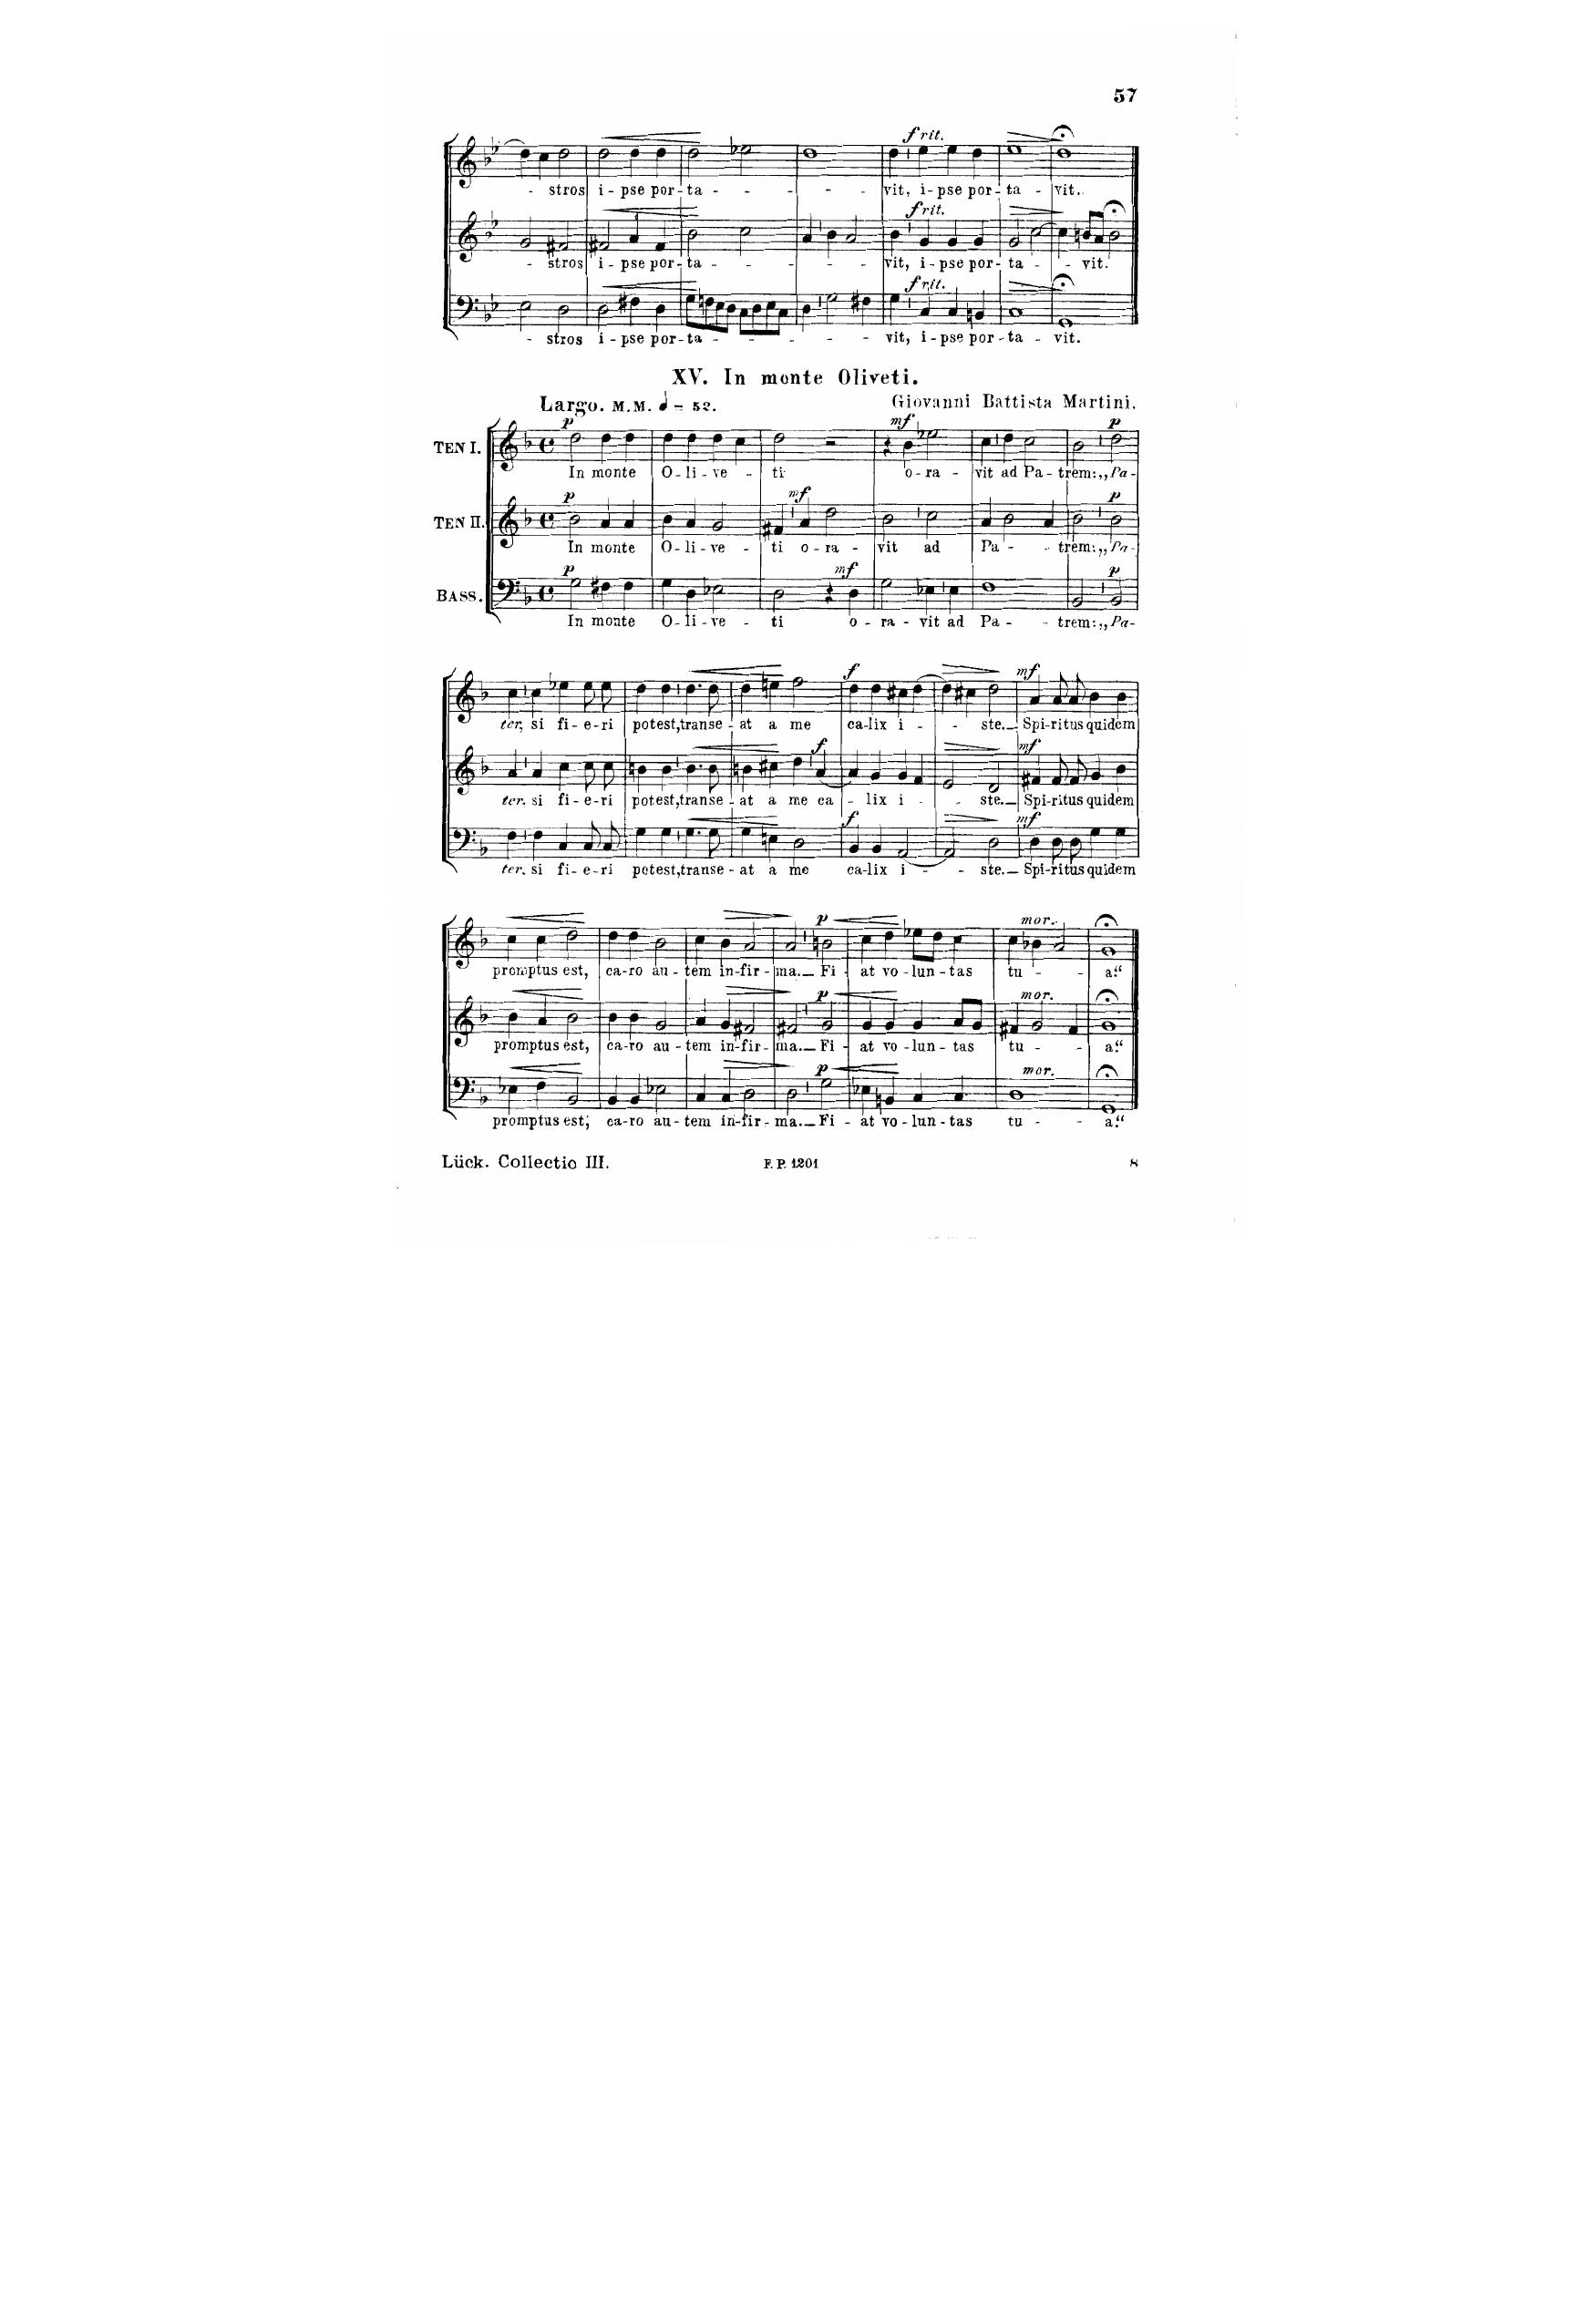 57
f rit.
- stros i - pse por - ta - - - vit, i - pse por - ta - vit.
f rit.
- stros i - pse por - ta - - - vit, i - pse por - ta - - vit.
f rit.
- stros i - pse por - ta - - - - vit, i - pse por - ta - vit.
XV. In monte Oliveti.
Largo. M.M. = 52.
Giovanni Battista Martini.
p mf p
TEN I.
In monte O - li - ve - ti o - ra - vit ad Pa - trem: „Pa-
p mf p
TEN II.
In monte O - li - ve - ti o - ra - vit ad Pa - - trem: „Pa-
p mf p
BASS.
In monte O - li - ve - ti o - ra - vit ad Pa - - trem: „Pa-
f mf
ter, si fi - e - ri potest, transe - at a me ca - lix i - - ste. Spi - ritus quidem
f mf
ter. si fi - e - ri potest, transe - at a me ca - lix i - - ste. Spi - ritus quidem
f mf
ter. si fi - e - ri potest, transe - at a me ca - lix i - - ste. Spi - ritus quidem
p mor.
promptus est, ca - ro au - tem in - fir - ma. Fi - at vo - lun - tas tu - - a.“
p mor.
promptus est, ca - ro au - tem in - fir - ma. Fi - at vo - lun - tas tu - - a.“
p mor.
promptus est, ca - ro au - tem in - fir - ma. Fi - at vo - lun - tas tu - - a.“
Lück. Collectio III. F. P. 1201 8